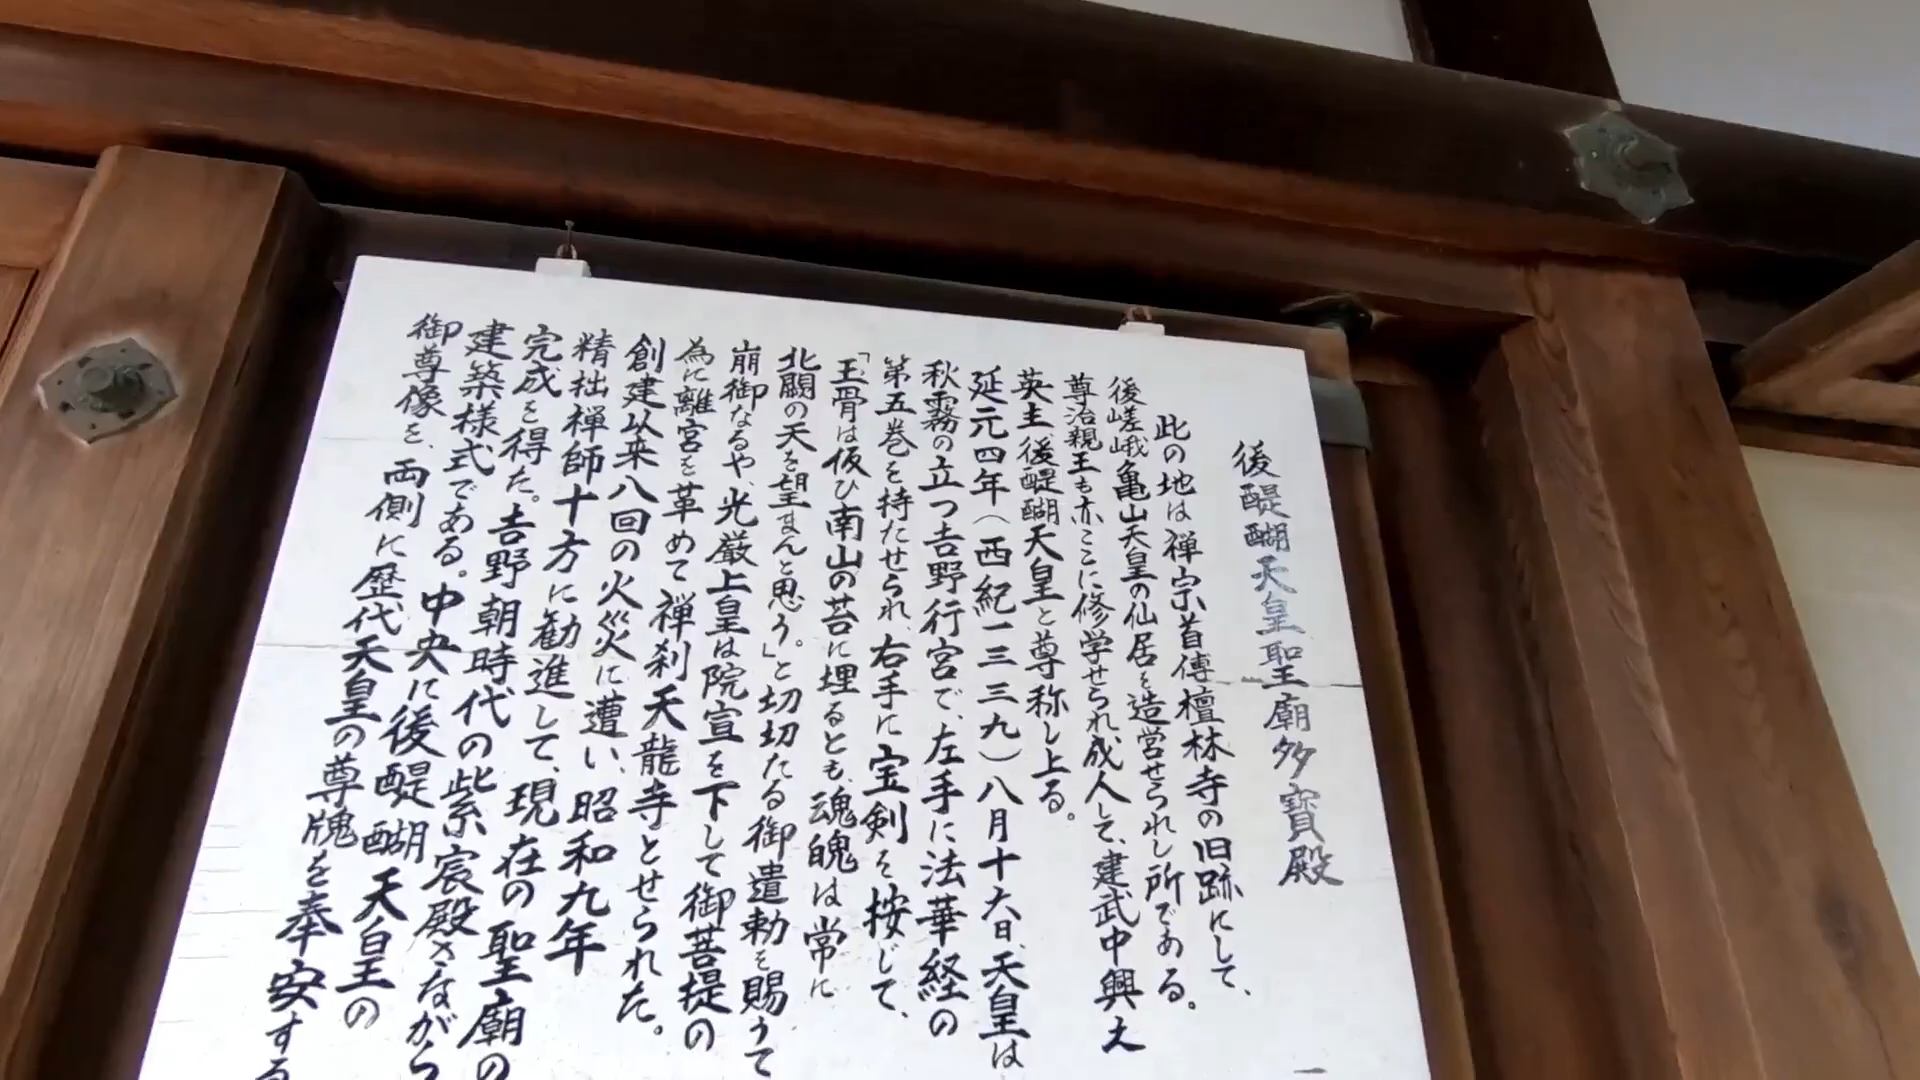 後醍醐天皇聖廟多寳殿
此の地は禅宗首傳檀林寺の旧跡にして、
後嵯峨亀山天皇の仙居を造営せられし所である。
尊治親王も亦ここに修学せられ、成人して、建武中興え
英主、後醍醐天皇と尊称し上る。
延元四年（西紀一三三九）八月十六日、天皇は
秋霧の立つ吉野行宮で、左手に法華経の
第五巻を持たせられ、右手に宝剣を按じて、
「玉骨は仮ひ南山の苔に埋るとも、魂魄は常に
北闕の天を望まんと思う。」と切切たる御遺勅を賜うて
崩御なるや、光厳上皇は院宣を下して御菩提の
為に離宮を革めて禅刹天龍寺とせられた。
創建以来八回の火災に遭い、昭和九年
精拙禅師十方に勧進して、現在の聖廟の
完成を得た。吉野朝時代の紫宸殿さながら
建築様式である。中央に後醍醐天皇の
御尊像を、両側に歴代天皇の尊牌を奉安する